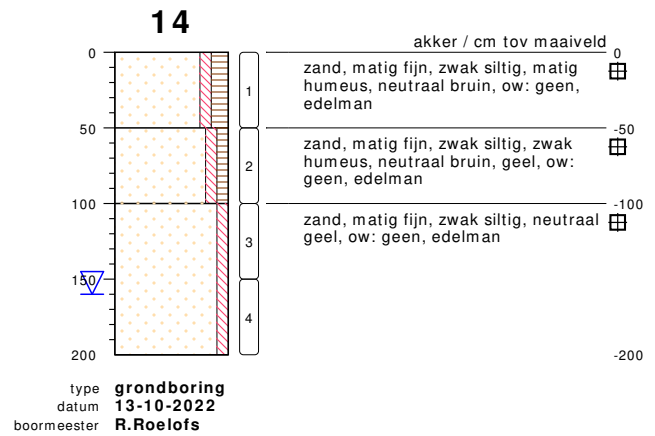 14
akker / cm tov maaiveld
0
0
zand, matig fijn, zwak siltig, matig
humeus, neutraal bruin, ow: geen,
edelman
1
50
-50
zand, matig fijn, zwak siltig, zwak
humeus, neutraal bruin, geel, ow:
geen, edelman
2
100
-100
zand, matig fijn, zwak siltig, neutraal
geel, ow: geen, edelman
3
150
4
200
-200
type grondboring
datum 13-10-2022
boormeester R.Roelofs